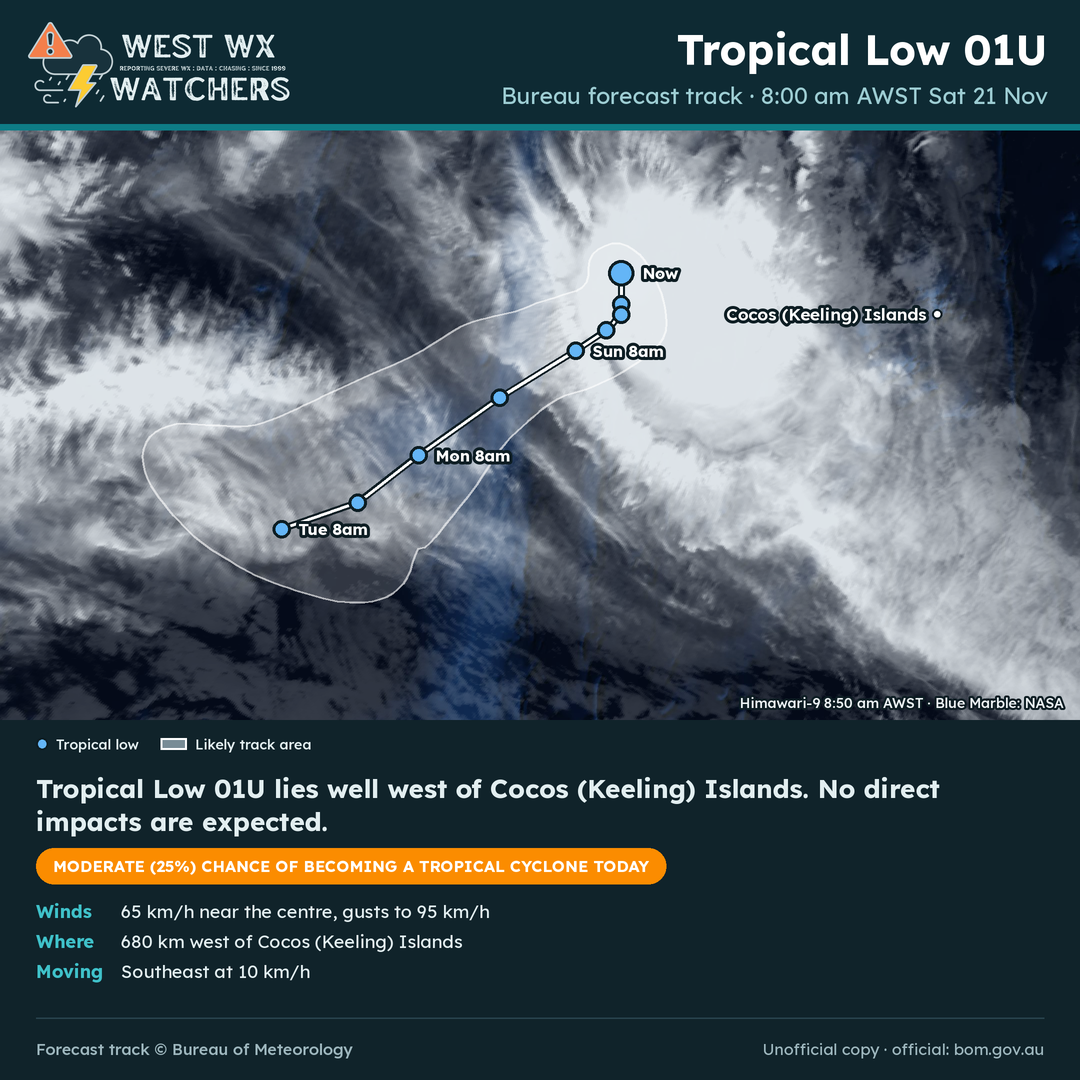 WEST WX
REPORTING SEVERE WX : DATA : CHASING : SINCE 1999
WATCHERS
Tropical Low 01U
Bureau forecast track · 8:00 am AWST Sat 21 Nov
Now
Cocos (Keeling) Islands
Sun 8am
Mon 8am
Tue 8am
Himawari-9 8:50 am AWST · Blue Marble: NASA
Tropical low
Likely track area
Tropical Low 01U lies well west of Cocos (Keeling) Islands. No direct
impacts are expected.
MODERATE (25%) CHANCE OF BECOMING A TROPICAL CYCLONE TODAY
Winds 65 km/h near the centre, gusts to 95 km/h
Where 680 km west of Cocos (Keeling) Islands
Moving Southeast at 10 km/h
Forecast track © Bureau of Meteorology
Unofficial copy · official: bom.gov.au